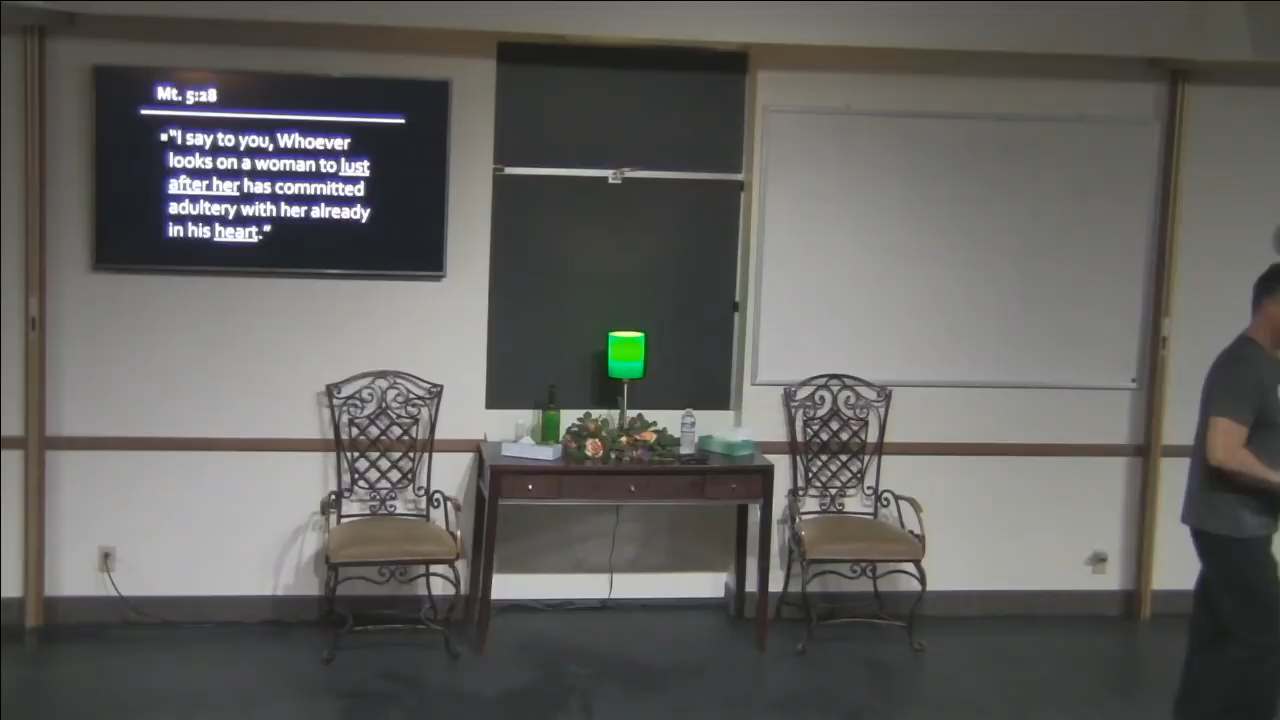 Mt. 5:28
▪"I say to you, Whoever
looks on a woman to lust
after her has committed
adultery with her already
in his heart."